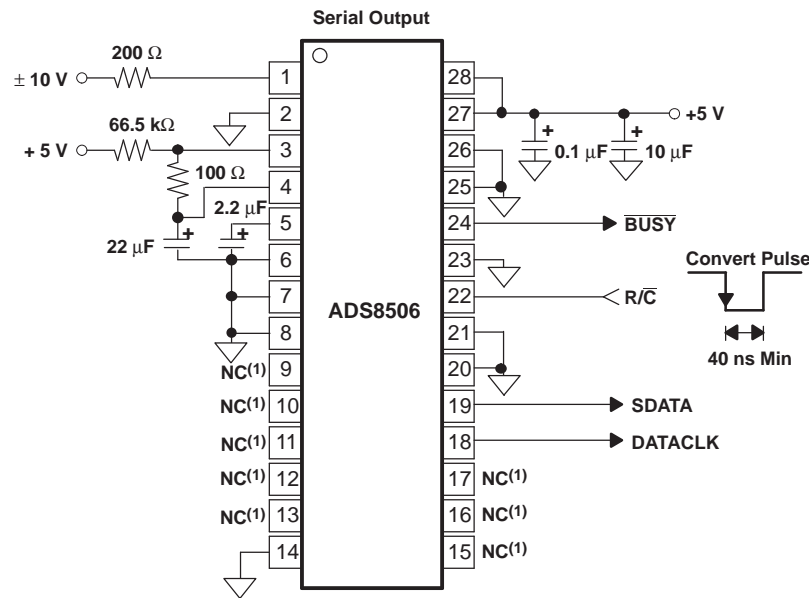 Serial Output
200 Ω
± 10 V
66.5 kΩ
+ 5 V
100 Ω
2.2 µF
+
+
22 µF
1
2
3
4
5
6
7
8
NC(1) 9
NC(1) 10
NC(1) 11
NC(1) 12
NC(1) 13
14
ADS8506
28
27
26
25
24
23
22
21
20
19
18
17 NC(1)
16 NC(1)
15 NC(1)
+5 V
+
+
0.1 µF
10 µF
B̅U̅S̅Y̅
R/C̅
SDATA
DATACLK
Convert Pulse
40 ns Min